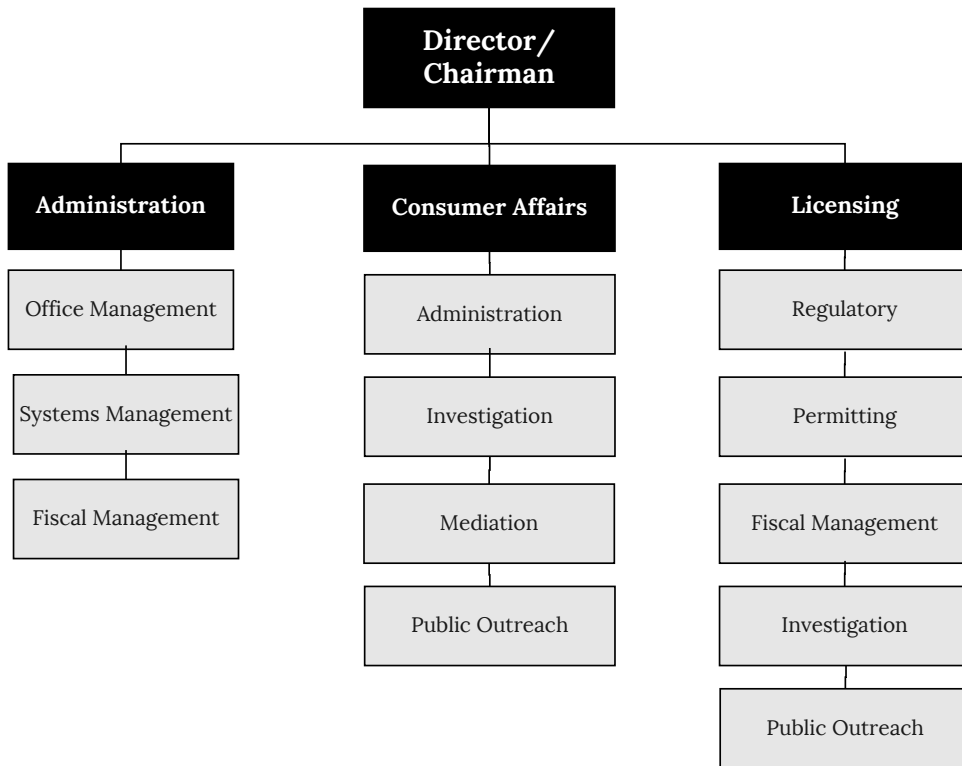 Director/
Chairman
Administration
Office Management
Systems Management
Fiscal Management
Consumer Affairs
Administration
Investigation
Mediation
Public Outreach
Licensing
Regulatory
Permitting
Fiscal Management
Investigation
Public Outreach